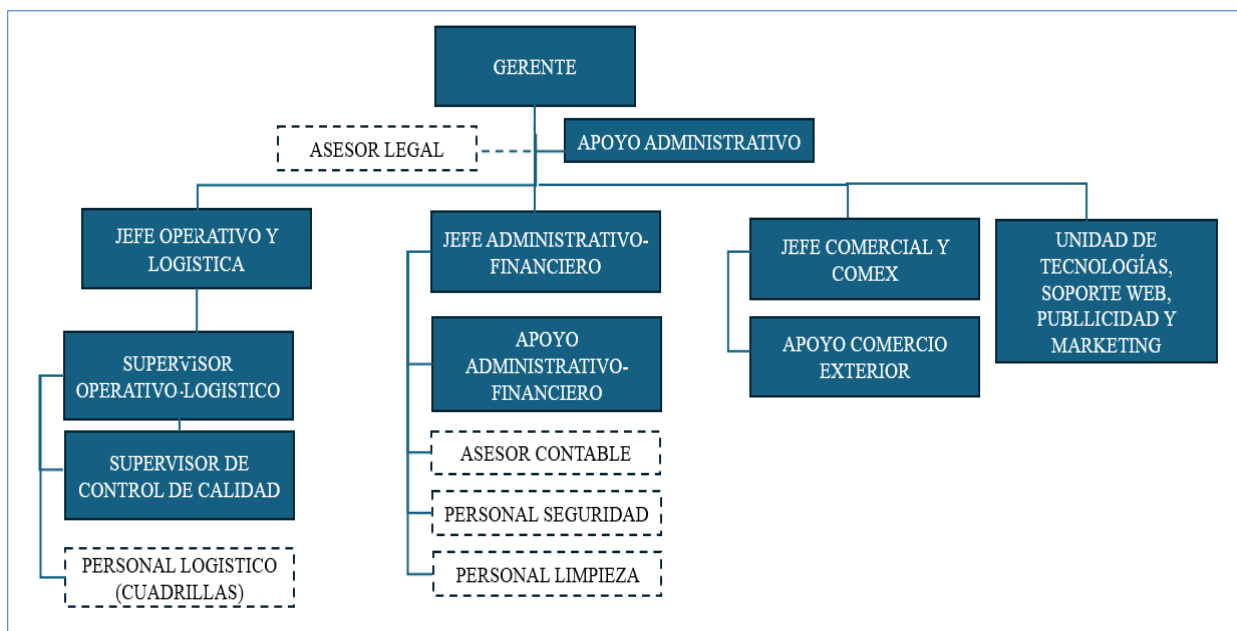 GERENTE
ASESOR LEGAL
APOYO ADMINISTRATIVO
JEFE OPERATIVO Y
LOGISTICA
JEFE ADMINISTRATIVO-
FINANCIERO
JEFE COMERCIAL Y
COMEX
UNIDAD DE
TECNOLOGÍAS,
SOPORTE WEB,
PUBLLICIDAD Y
MARKETING
SUPERViSOR
OPERATIVO-LOGISTICO
APOYO
ADMINISTRATIVO-
FINANCIERO
APOYO COMERCIO
EXTERIOR
SUPERVISOR DE
CONTROL DE CALIDAD
ASESOR CONTABLE
PERSONAL SEGURIDAD
PERSONAL LOGISTICO
(CUADRILLAS)
PERSONAL LIMPIEZA